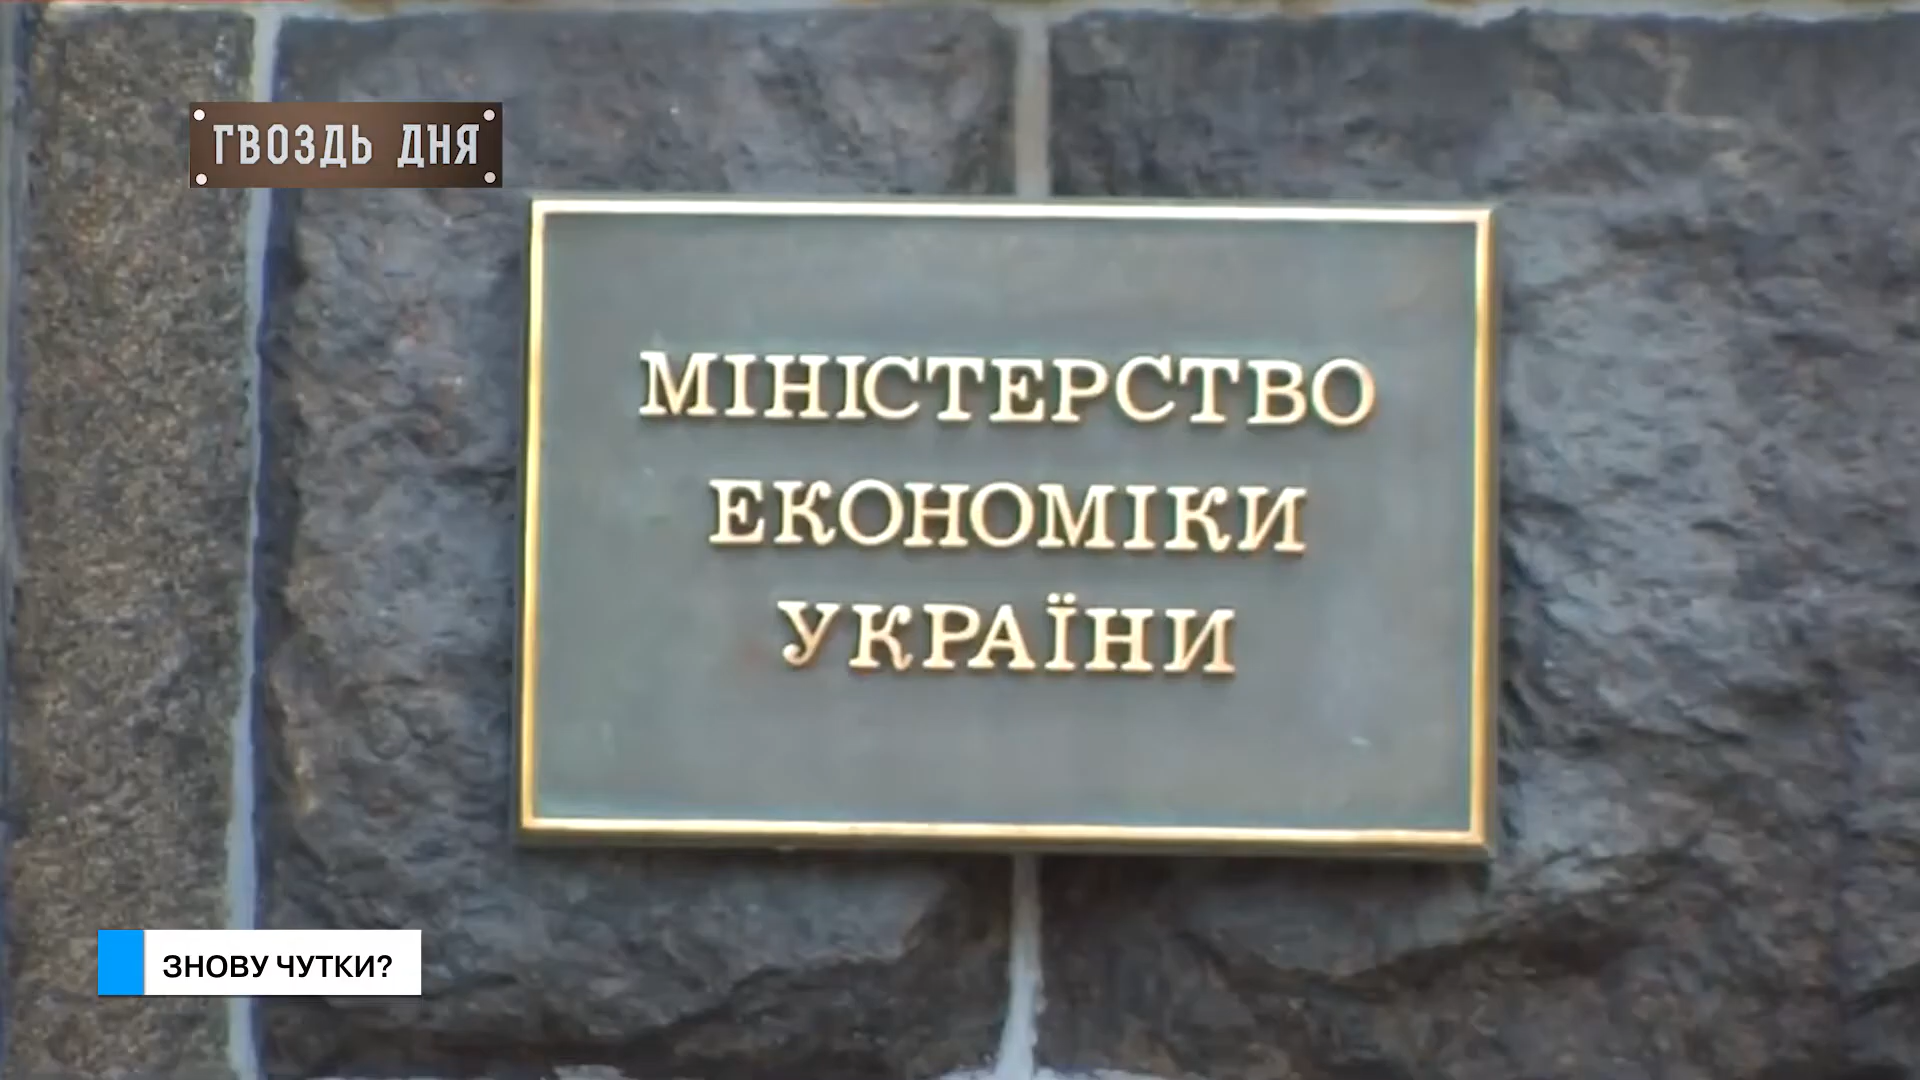 ГВОЗДЬ ДНЯ
МІНІСТЕРСТВО
ЕКОНОМІКИ
УКРАЇНИ
ЗНОВУ ЧУТКИ?